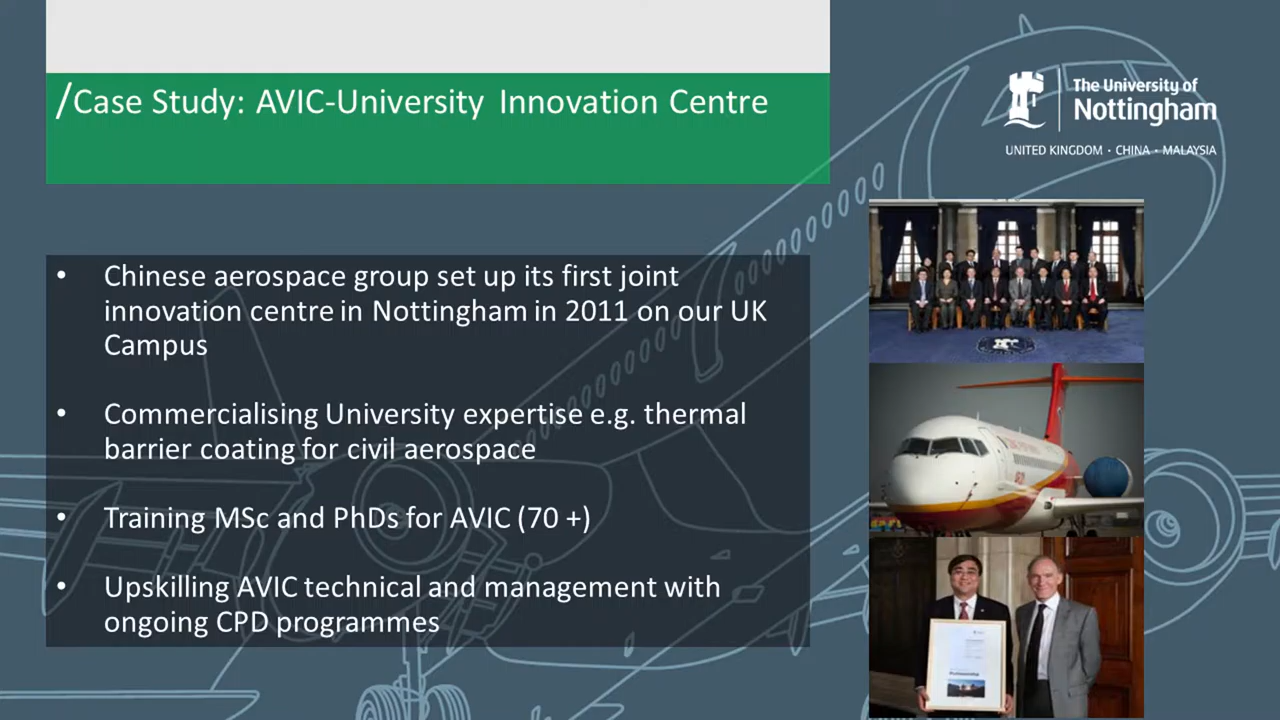 /Case Study: AVIC-University Innovation Centre
The University of
Nottingham
UNITED KINGDOM · CHINA · MALAYSIA
• Chinese aerospace group set up its first joint
innovation centre in Nottingham in 2011 on our UK
Campus
• Commercialising University expertise e.g. thermal
barrier coating for civil aerospace
• Training MSc and PhDs for AVIC (70 +)
• Upskilling AVIC technical and management with
ongoing CPD programmes